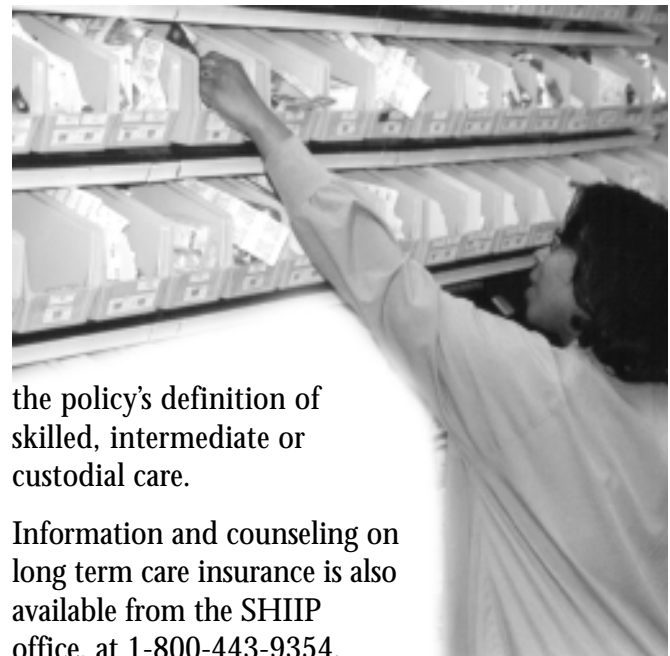 the policy's definition of
skilled, intermediate or
custodial care.
Information and counseling on
long term care insurance is also
available from the SHIIP
office, at 1-800-443-9354.